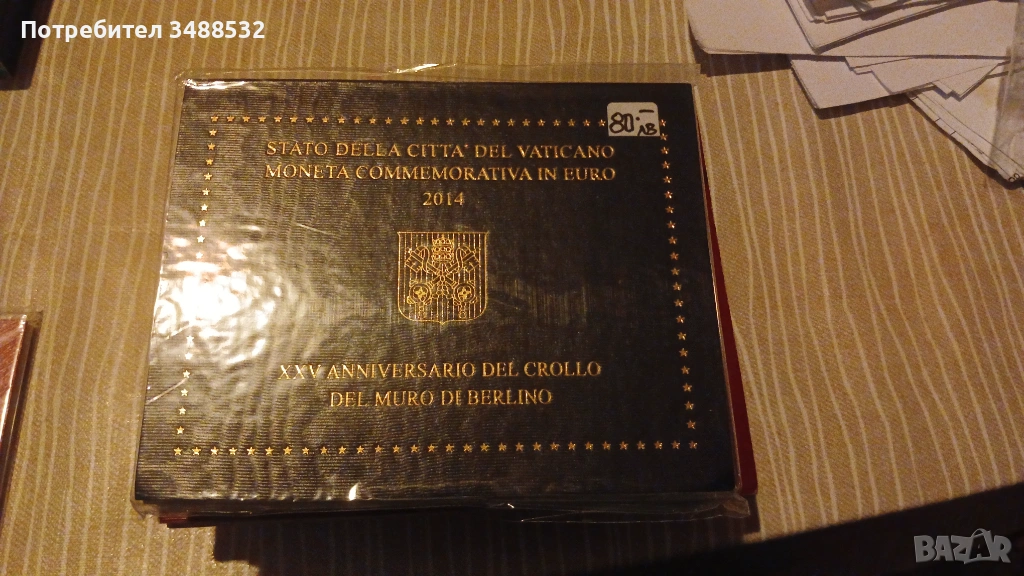 Потребител 3488532
80.-
AB
STATO DELLA CITTA' DEL VATICANO
MONETA COMMEMORATIVA IN EURO
2014
XXV ANNIVERSARIO DEL CROLLO
DEL MURO DI BERLINO
BAZAR